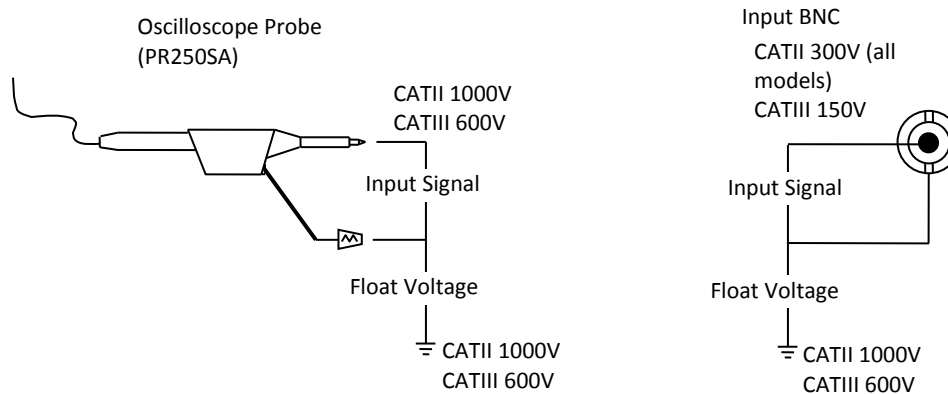 Oscilloscope Probe
(PR250SA)
CATII 1000V
CATIII 600V
Input Signal
Float Voltage
CATII 1000V
CATIII 600V
Input BNC
CATII 300V (all
models)
CATIII 150V
Input Signal
Float Voltage
CATII 1000V
CATIII 600V